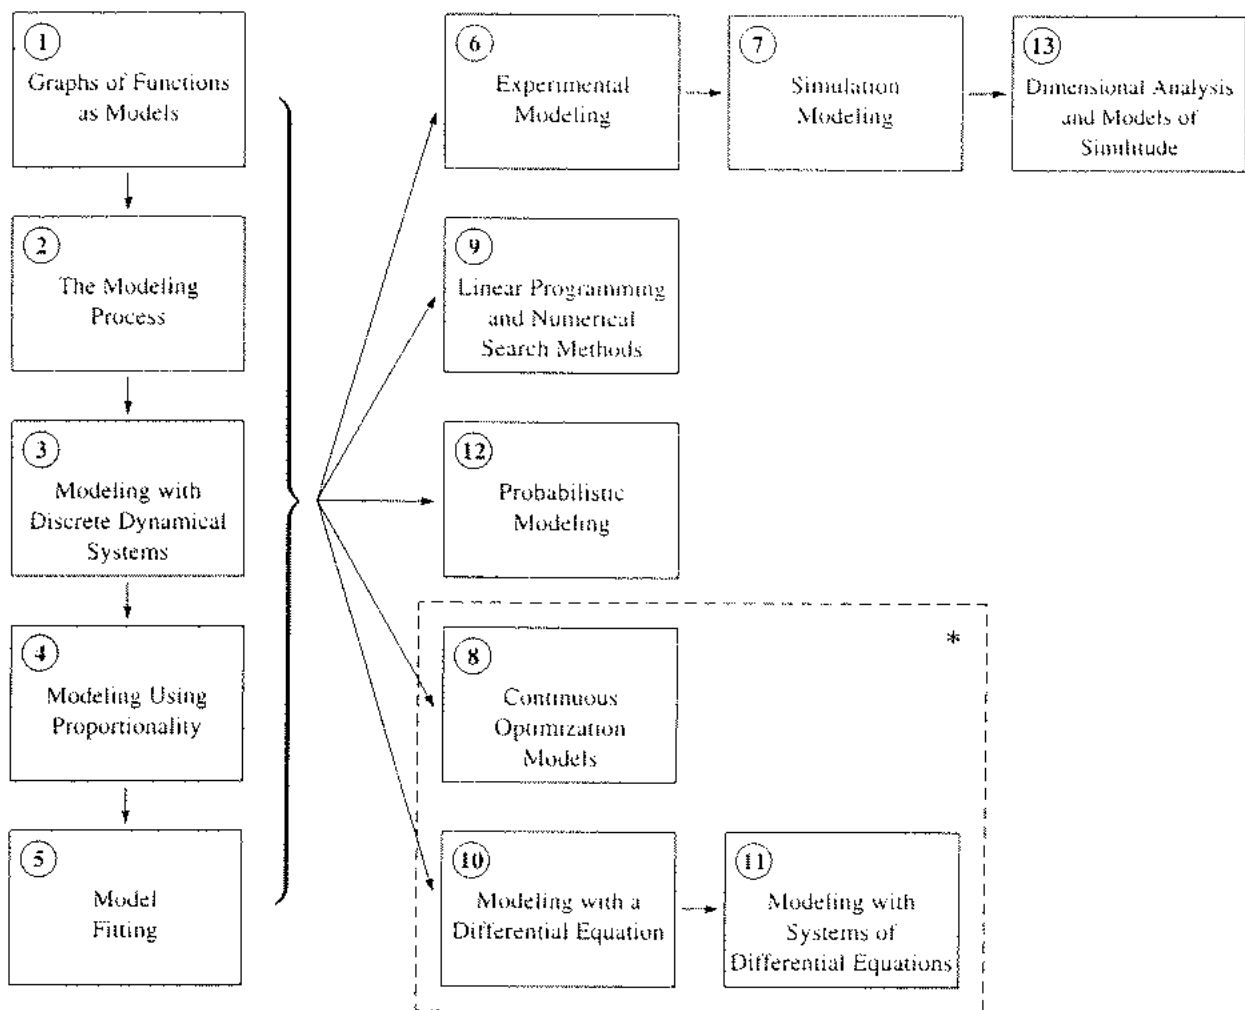 1
Graphs of Functions
as Models
2
The Modeling
Process
3
Modeling with
Discrete Dynamical
Systems
4
Modeling Using
Proportionality
5
Model
Fitting
6
Experimental
Modeling
7
Simulation
Modeling
13
Dimensional Analysis
and Models of
Similitude
9
Linear Programming
and Numerical
Search Methods
12
Probabilistic
Modeling
*
8
Continuous
Optimization
Models
10
Modeling with a
Differential Equation
11
Modeling with
Systems of
Differential Equations